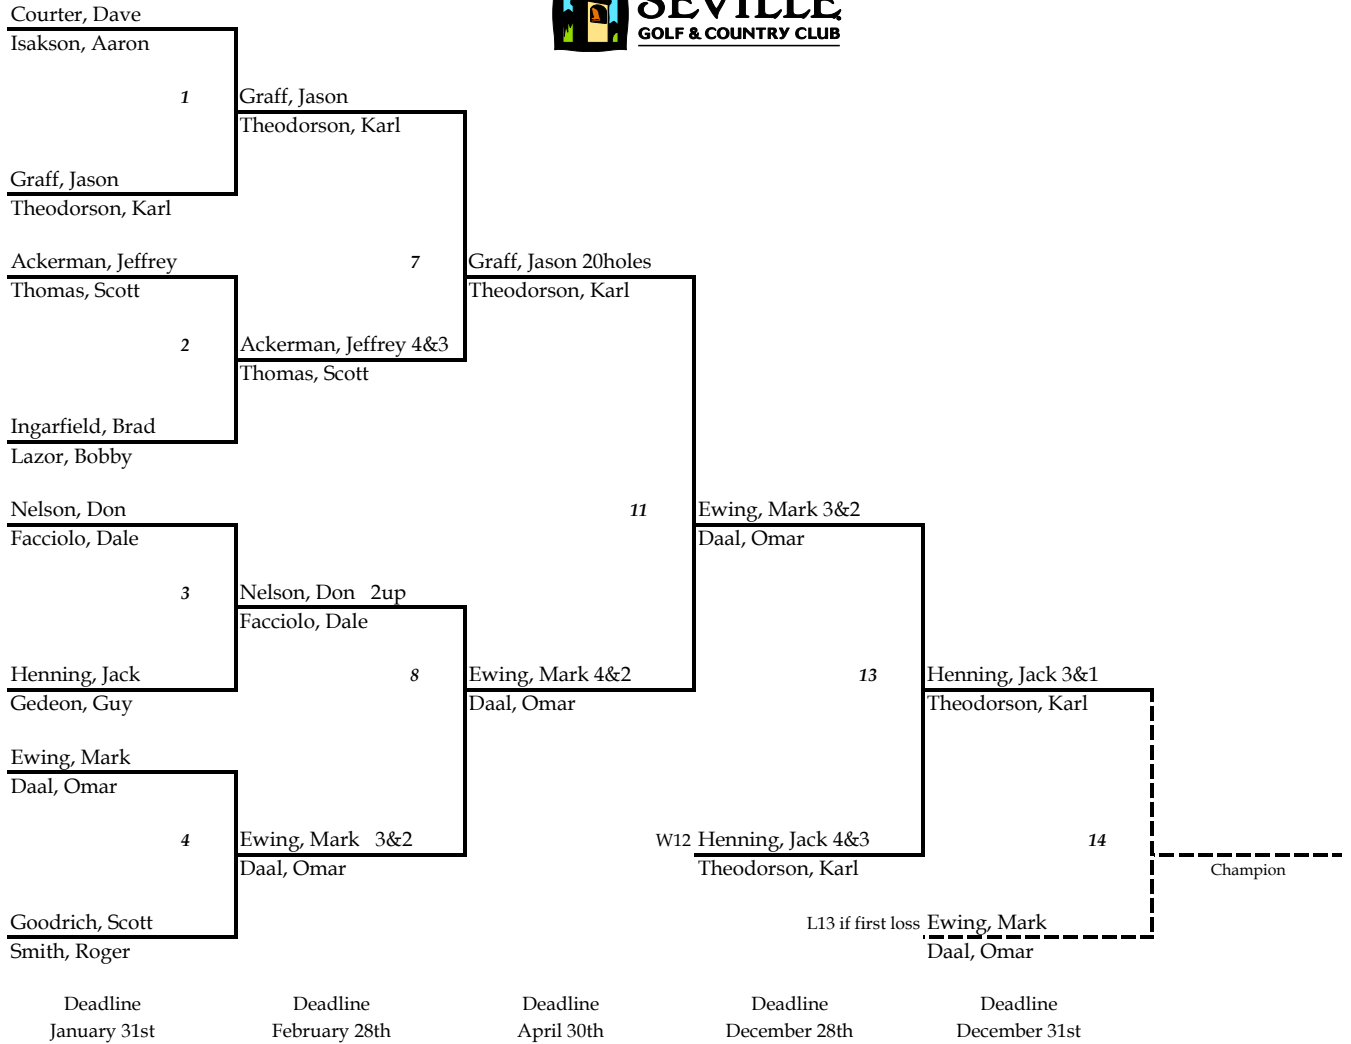 SEVILLE
GOLF & COUNTRY CLUB
Courter, Dave
Isakson, Aaron
1
Graff, Jason
Theodorson, Karl
Graff, Jason
Theodorson, Karl
Ackerman, Jeffrey
Thomas, Scott
7
Graff, Jason 20holes
Theodorson, Karl
2
Ackerman, Jeffrey 4&3
Thomas, Scott
Ingarfield, Brad
Lazor, Bobby
Nelson, Don
Facciolo, Dale
11
Ewing, Mark 3&2
Daal, Omar
3
Nelson, Don 2up
Facciolo, Dale
Henning, Jack
Gedeon, Guy
8
Ewing, Mark 4&2
Daal, Omar
13
Henning, Jack 3&1
Theodorson, Karl
Ewing, Mark
Daal, Omar
4
Ewing, Mark 3&2
Daal, Omar
W12 Henning, Jack 4&3
Theodorson, Karl
14
Champion
Goodrich, Scott
Smith, Roger
L13 if first loss Ewing, Mark
Daal, Omar
Deadline
January 31st
Deadline
February 28th
Deadline
April 30th
Deadline
December 28th
Deadline
December 31st